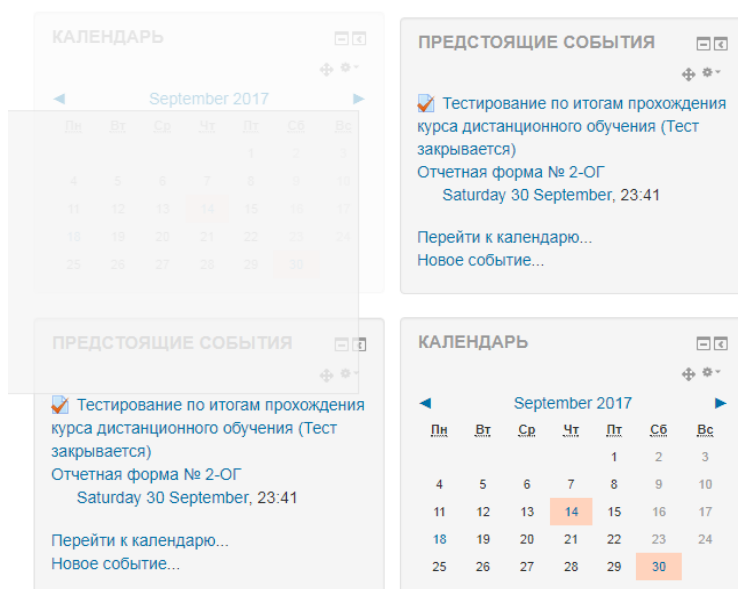 КАЛЕНДАРЬ
September 2017
Пн Вт Ср Чт Пт Сб Вс
1 2 3
4 5 6 7 8 9 10
11 12 13 14 15 16 17
18 19 20 21 22 23 24
25 26 27 28 29 30
ПРЕДСТОЯЩИЕ СОБЫТИЯ
Тестирование по итогам прохождения
курса дистанционного обучения (Тест
закрывается)
Отчетная форма № 2-ОГ
Saturday 30 September, 23:41
Перейти к календарю...
Новое событие...
ПРЕДСТОЯЩИЕ СОБЫТИЯ
Тестирование по итогам прохождения
курса дистанционного обучения (Тест
закрывается)
Отчетная форма № 2-ОГ
Saturday 30 September, 23:41
Перейти к календарю...
Новое событие...
КАЛЕНДАРЬ
September 2017
Пн Вт Ср Чт Пт Сб Вс
1 2 3
4 5 6 7 8 9 10
11 12 13 14 15 16 17
18 19 20 21 22 23 24
25 26 27 28 29 30